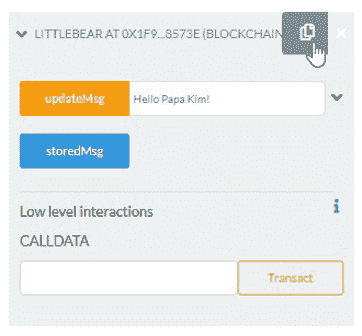 LITTLEBEAR AT 0X1F9...8573E (BLOCKCHAIN
updateMsg Hello Papa Kim!
storedMsg
Low level interactions
CALLDATA
Transact